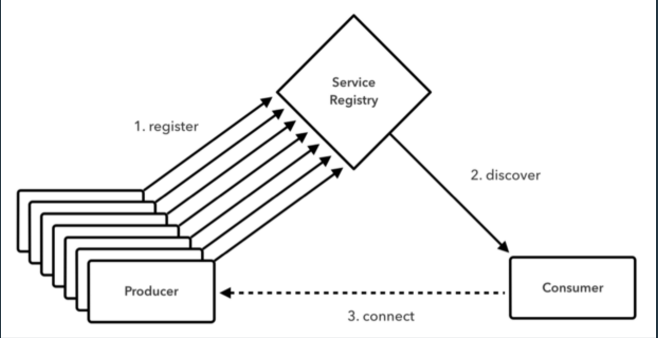 Service
Registry
1. register
2. discover
Producer
Consumer
3. connect